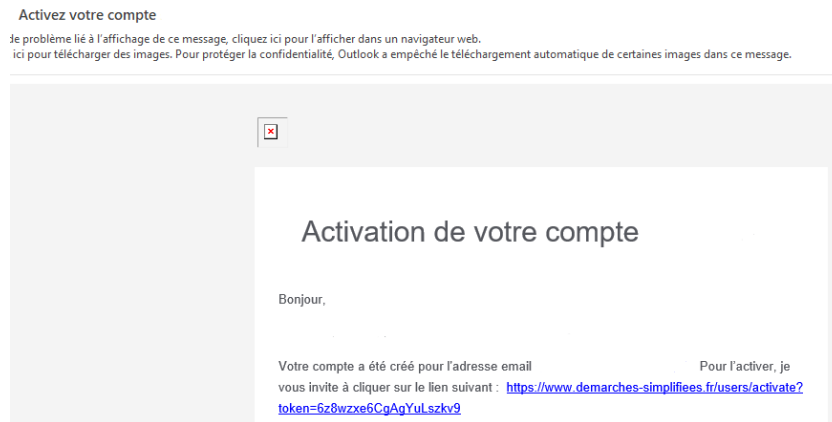 Activez votre compte
de problème lié à l'affichage de ce message, cliquez ici pour l'afficher dans un navigateur web.
ici pour télécharger des images. Pour protéger la confidentialité, Outlook a empêché le téléchargement automatique de certaines images dans ce message.
Activation de votre compte
Bonjour,
Votre compte a été créé pour l'adresse email Pour l'activer, je
vous invite à cliquer sur le lien suivant : https://www.demarches-simplifiees.fr/users/activate?
token=6z8wzxe6CgAgYuLszkv9